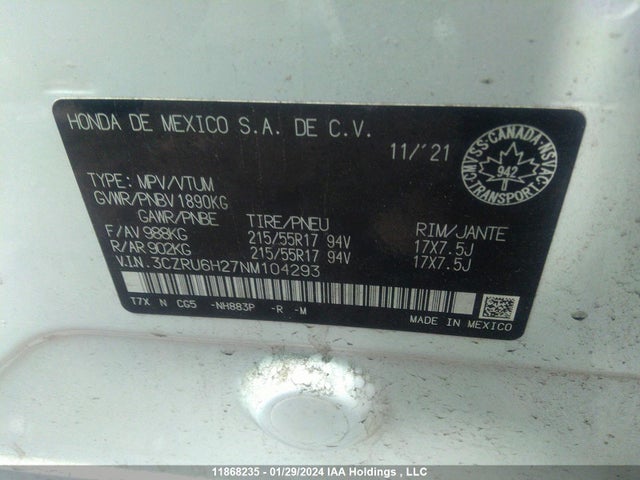 HONDA DE MEXICO S.A. DE C.V.
11/'21
CMVSS·CANADA·NSVAC
942
TRANSPORT
TYPE: MPV/VTUM
GVWR/PNBV 1890KG
GAWR/PNBE TIRE/PNEU RIM/JANTE
F/AV 988KG 215/55R17 94V 17X7.5J
R/AR 902KG 215/55R17 94V 17X7.5J
V.I.N. 3CZRU6H27NM104293
T7X N CG5 -NH883P -R -M
MADE IN MEXICO
11868235 - 01/29/2024 IAA Holdings , LLC